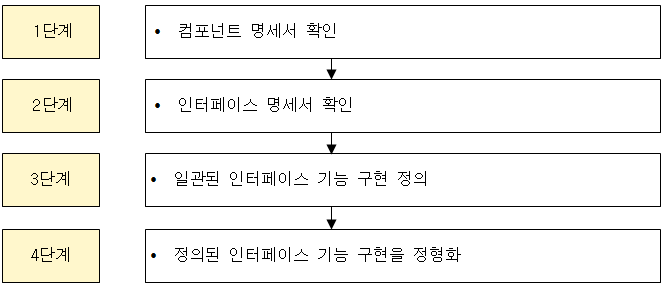 1단계
• 컴포넌트 명세서 확인
2단계
• 인터페이스 명세서 확인
3단계
• 일관된 인터페이스 기능 구현 정의
4단계
• 정의된 인터페이스 기능 구현을 정형화